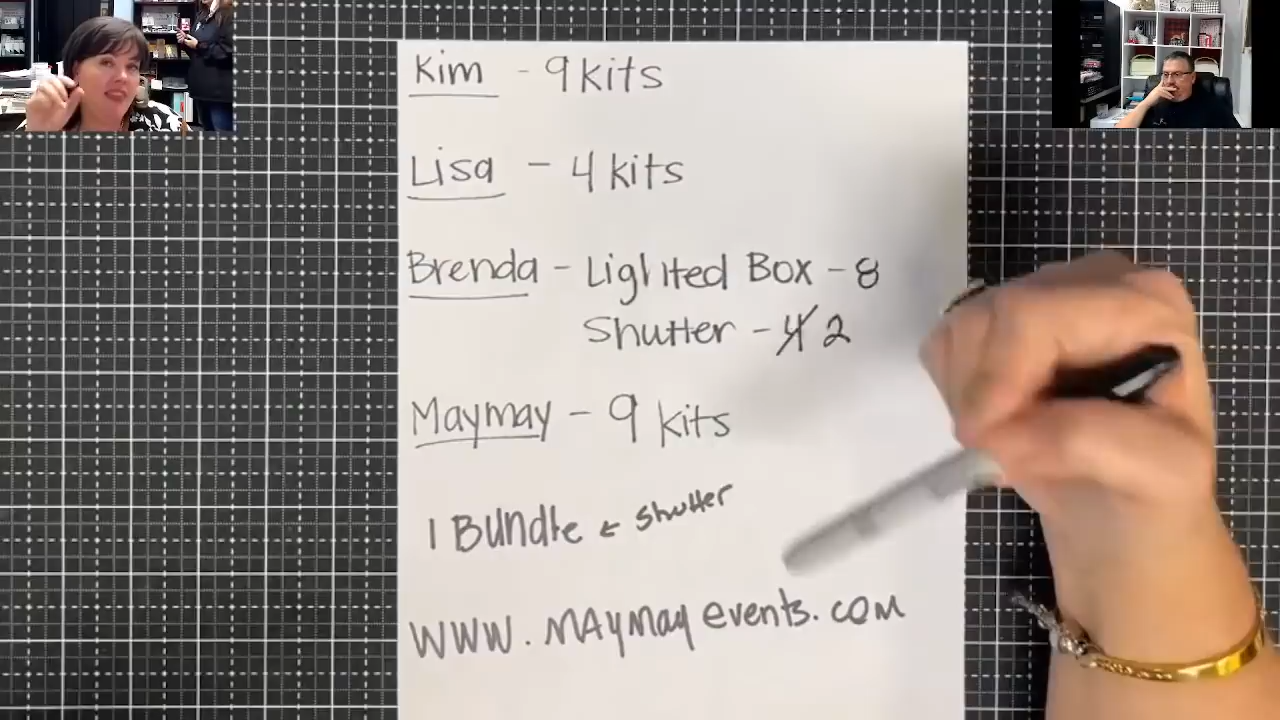 Kim - 9 kits
Lisa - 4 kits
Brenda - Lighted Box - 8
Shutter - 4 2
Maymay - 9 kits
1 Bundle ← Shutter
www.maymayevents.com